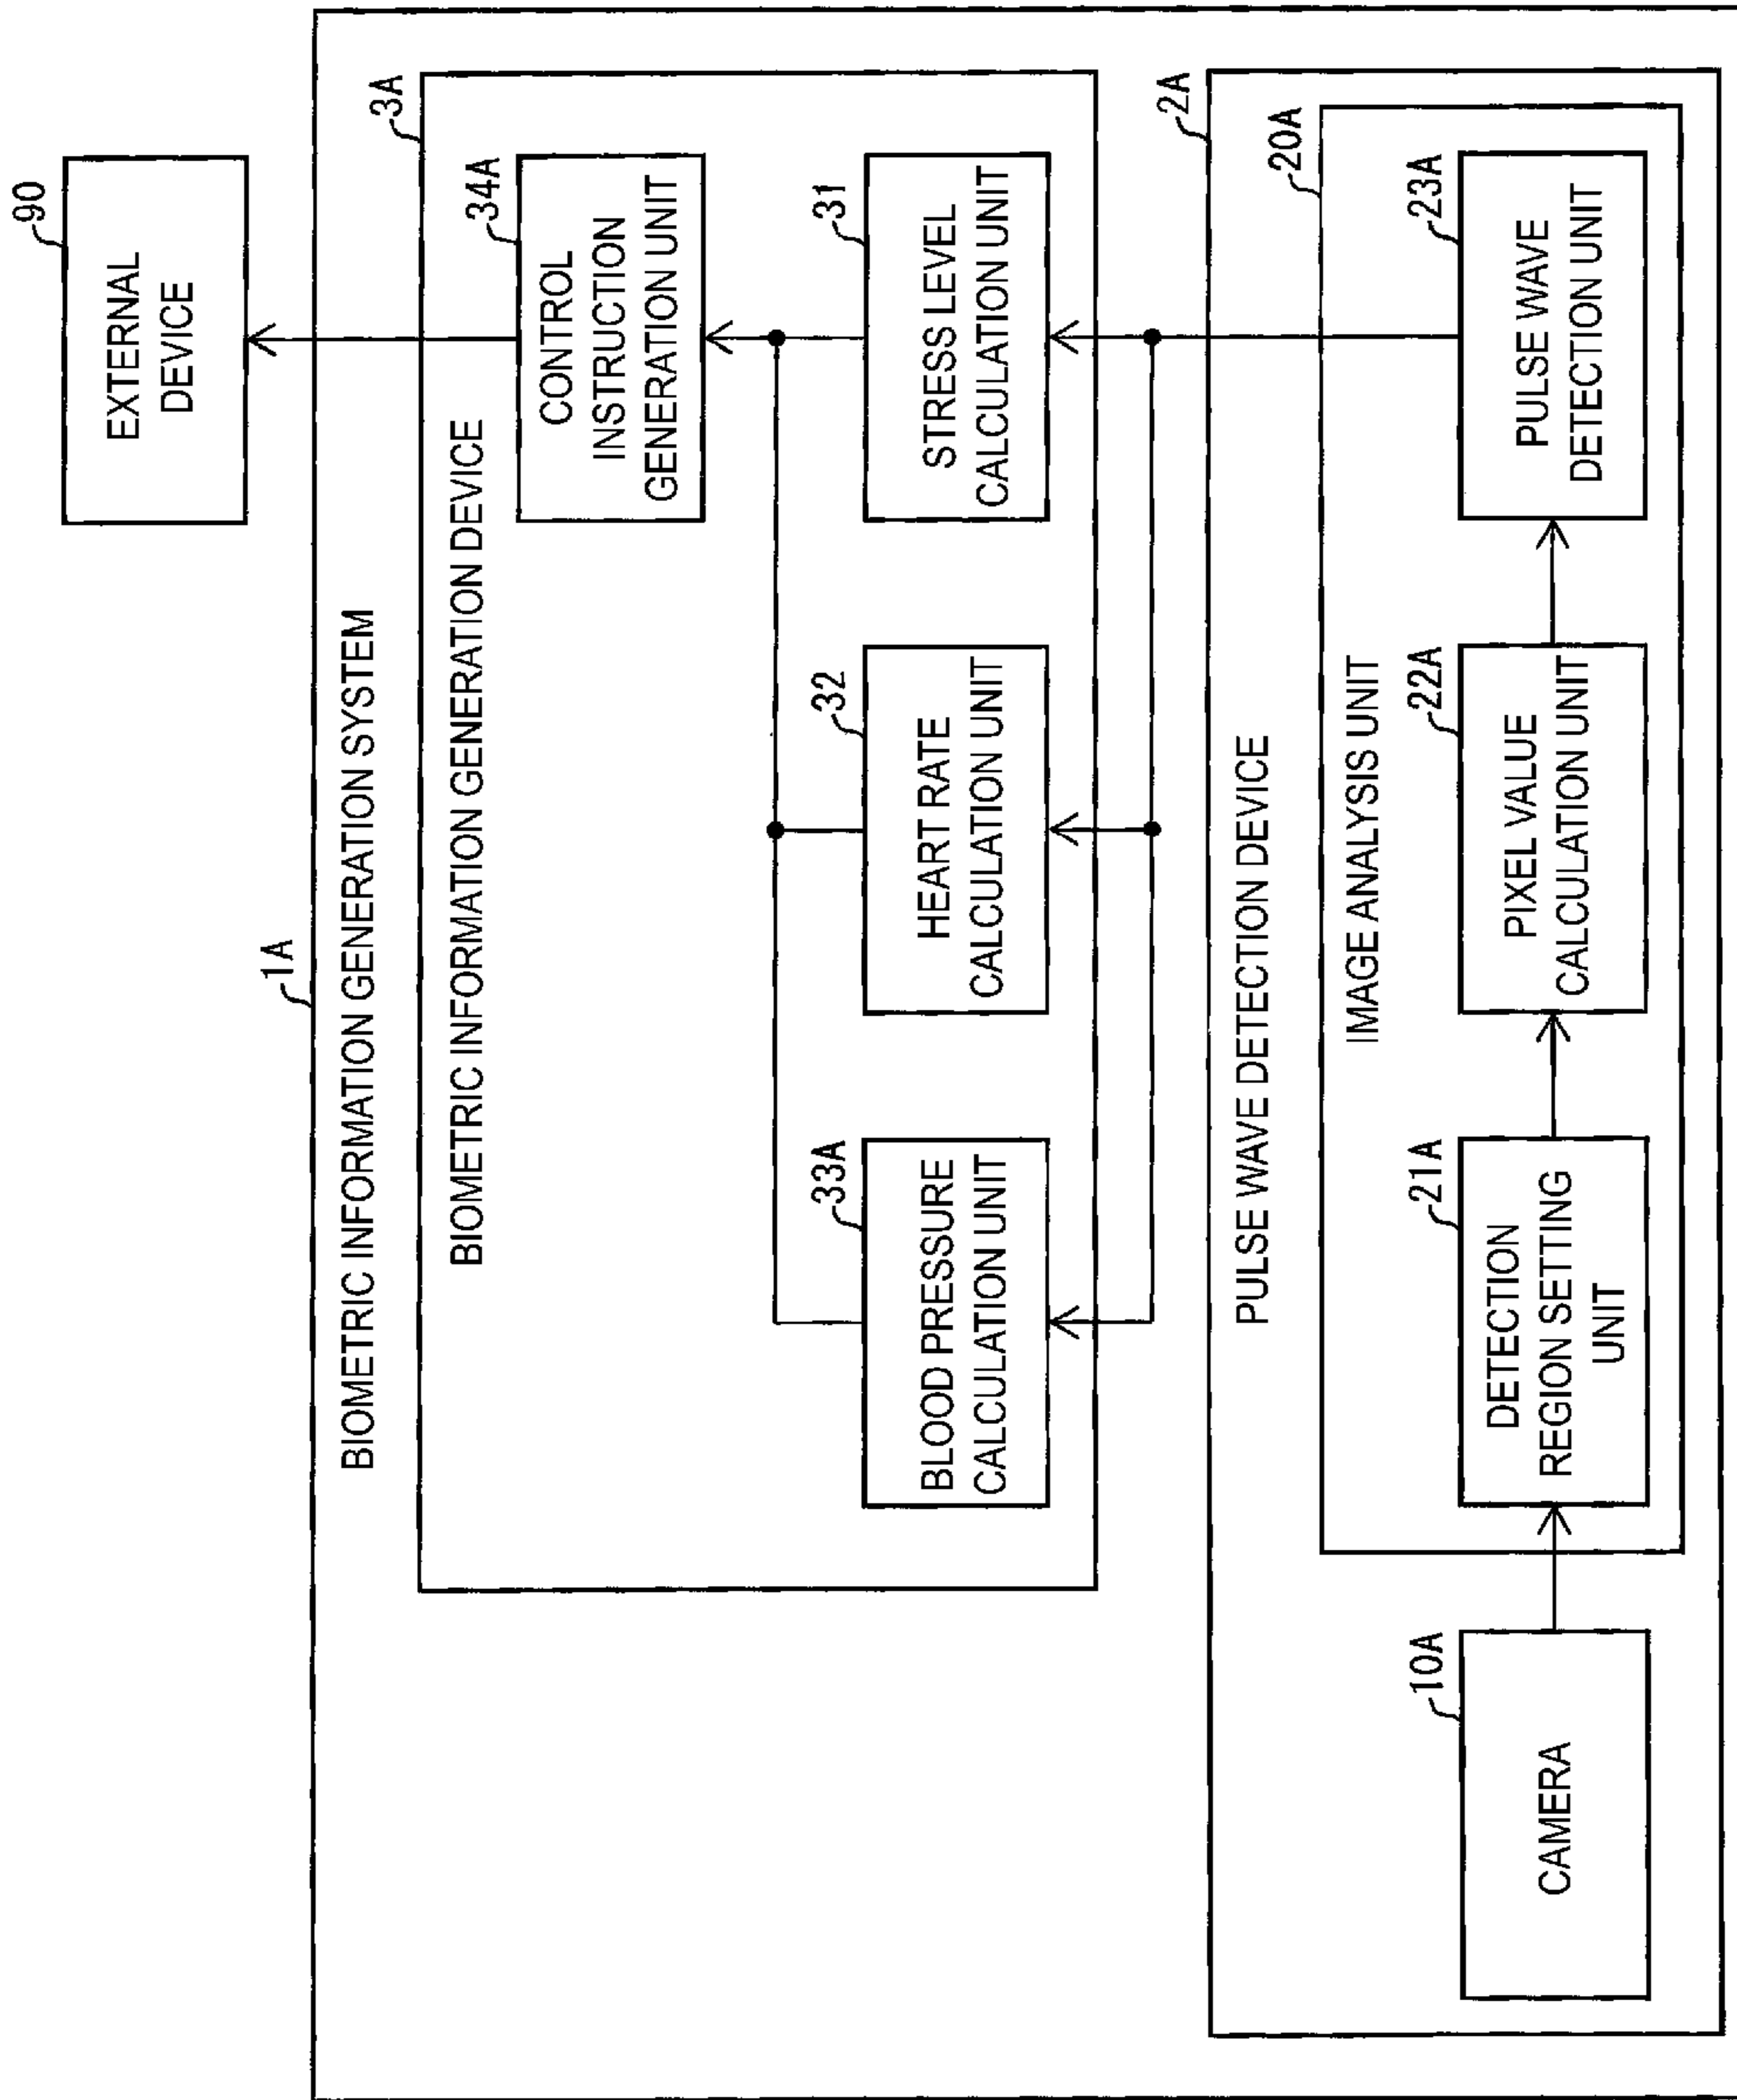 90
EXTERNAL
DEVICE
1A
BIOMETRIC INFORMATION GENERATION SYSTEM
3A
BIOMETRIC INFORMATION GENERATION DEVICE
34A
CONTROL
INSTRUCTION
GENERATION UNIT
33A
BLOOD PRESSURE
CALCULATION UNIT
32
HEART RATE
CALCULATION UNIT
31
STRESS LEVEL
CALCULATION UNIT
2A
PULSE WAVE DETECTION DEVICE
20A
IMAGE ANALYSIS UNIT
10A
CAMERA
21A
DETECTION
REGION SETTING
UNIT
22A
PIXEL VALUE
CALCULATION UNIT
23A
PULSE WAVE
DETECTION UNIT